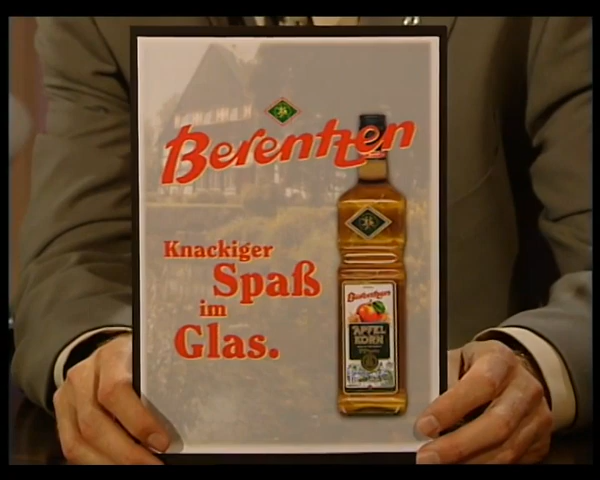 Berentzen
Knackiger
Spaß
im
Glas.
Berentzen
APFEL
KORN